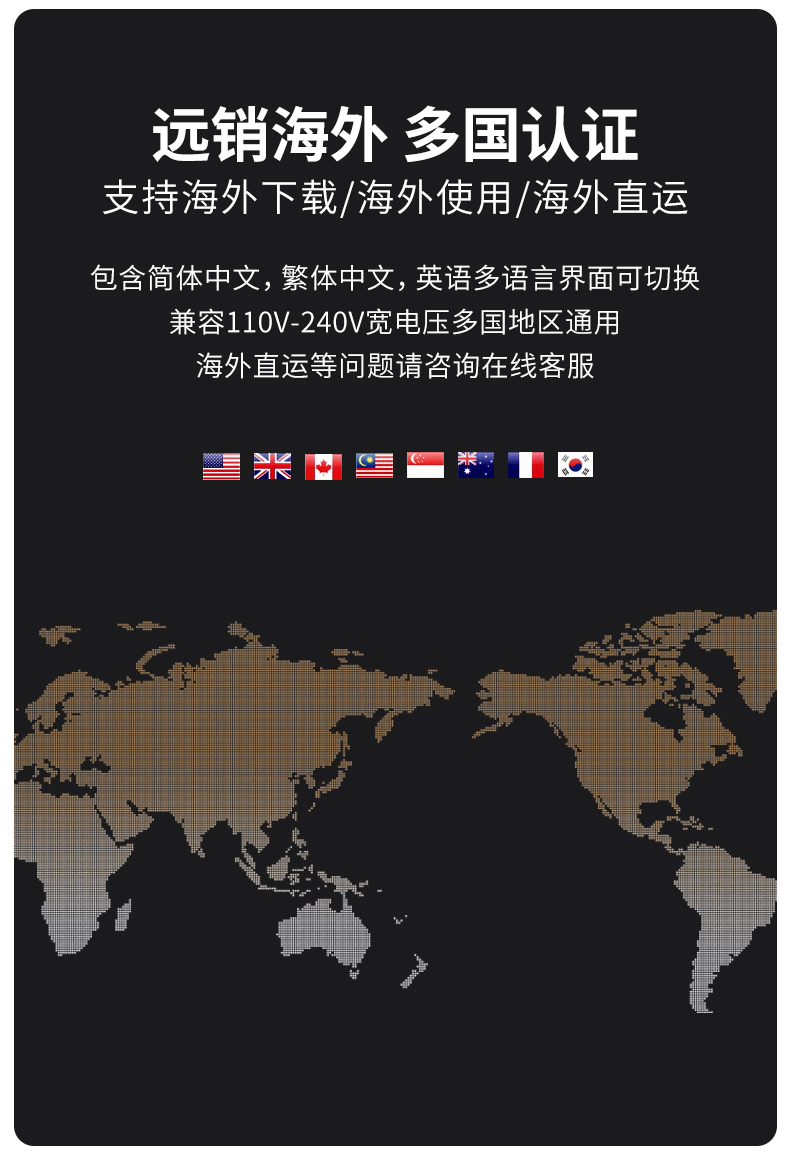 远销海外 多国认证
支持海外下载/海外使用/海外直运
包含简体中文，繁体中文，英语多语言界面可切换
兼容110V-240V宽电压多国地区通用
海外直运等问题请咨询在线客服